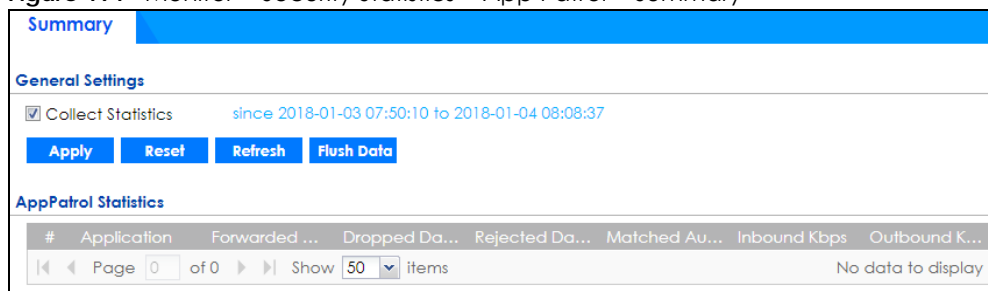 Summary
General Settings
Collect Statistics since 2018-01-03 07:50:10 to 2018-01-04 08:08:37
Apply Reset Refresh Flush Data
AppPatrol Statistics
# Application Forwarded ... Dropped Da... Rejected Da... Matched Au... Inbound Kbps Outbound K...
Page 0 of 0 Show 50 items No data to display